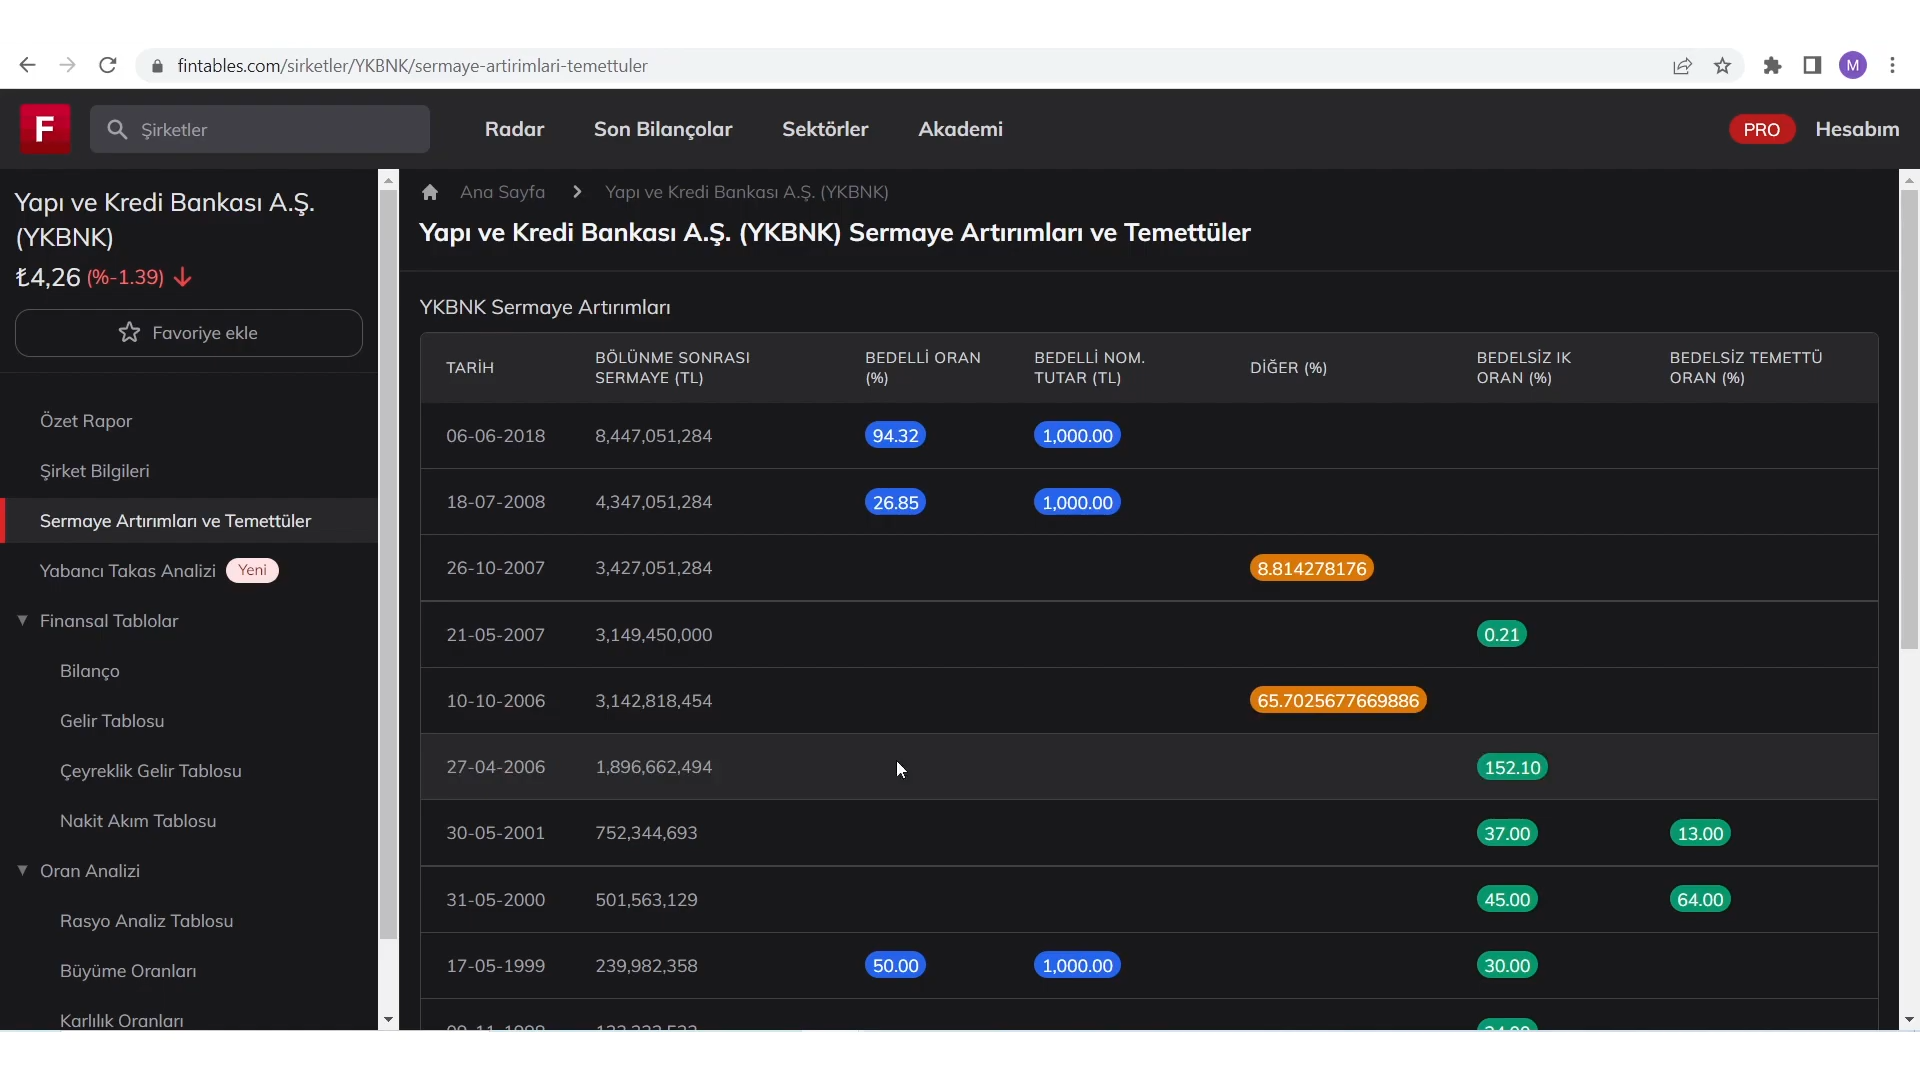 fintables.com/sirketler/YKBNK/sermaye-artirimlari-temettuler
M
F
Şirketler
Radar
Son Bilançolar
Sektörler
Akademi
PRO
Hesabım
Yapı ve Kredi Bankası A.Ş.
(YKBNK)
₺4,26 (%-1.39)
Favoriye ekle
Özet Rapor
Şirket Bilgileri
Sermaye Artırımları ve Temettüler
Yabancı Takas Analizi Yeni
Finansal Tablolar
Bilanço
Gelir Tablosu
Çeyreklik Gelir Tablosu
Nakit Akım Tablosu
Oran Analizi
Rasyo Analiz Tablosu
Büyüme Oranları
Karlılık Oranları
Ana Sayfa > Yapı ve Kredi Bankası A.Ş. (YKBNK)
Yapı ve Kredi Bankası A.Ş. (YKBNK) Sermaye Artırımları ve Temettüler
YKBNK Sermaye Artırımları
TARİH
BÖLÜNME SONRASI
SERMAYE (TL)
BEDELLİ ORAN
(%)
BEDELLİ NOM.
TUTAR (TL)
DİĞER (%)
BEDELSİZ IK
ORAN (%)
BEDELSİZ TEMETTÜ
ORAN (%)
06-06-2018 8,447,051,284 94.32 1,000.00
18-07-2008 4,347,051,284 26.85 1,000.00
26-10-2007 3,427,051,284 8.814278176
21-05-2007 3,149,450,000 0.21
10-10-2006 3,142,818,454 65.7025677669886
27-04-2006 1,896,662,494 152.10
30-05-2001 752,344,693 37.00 13.00
31-05-2000 501,563,129 45.00 64.00
17-05-1999 239,982,358 50.00 1,000.00 30.00